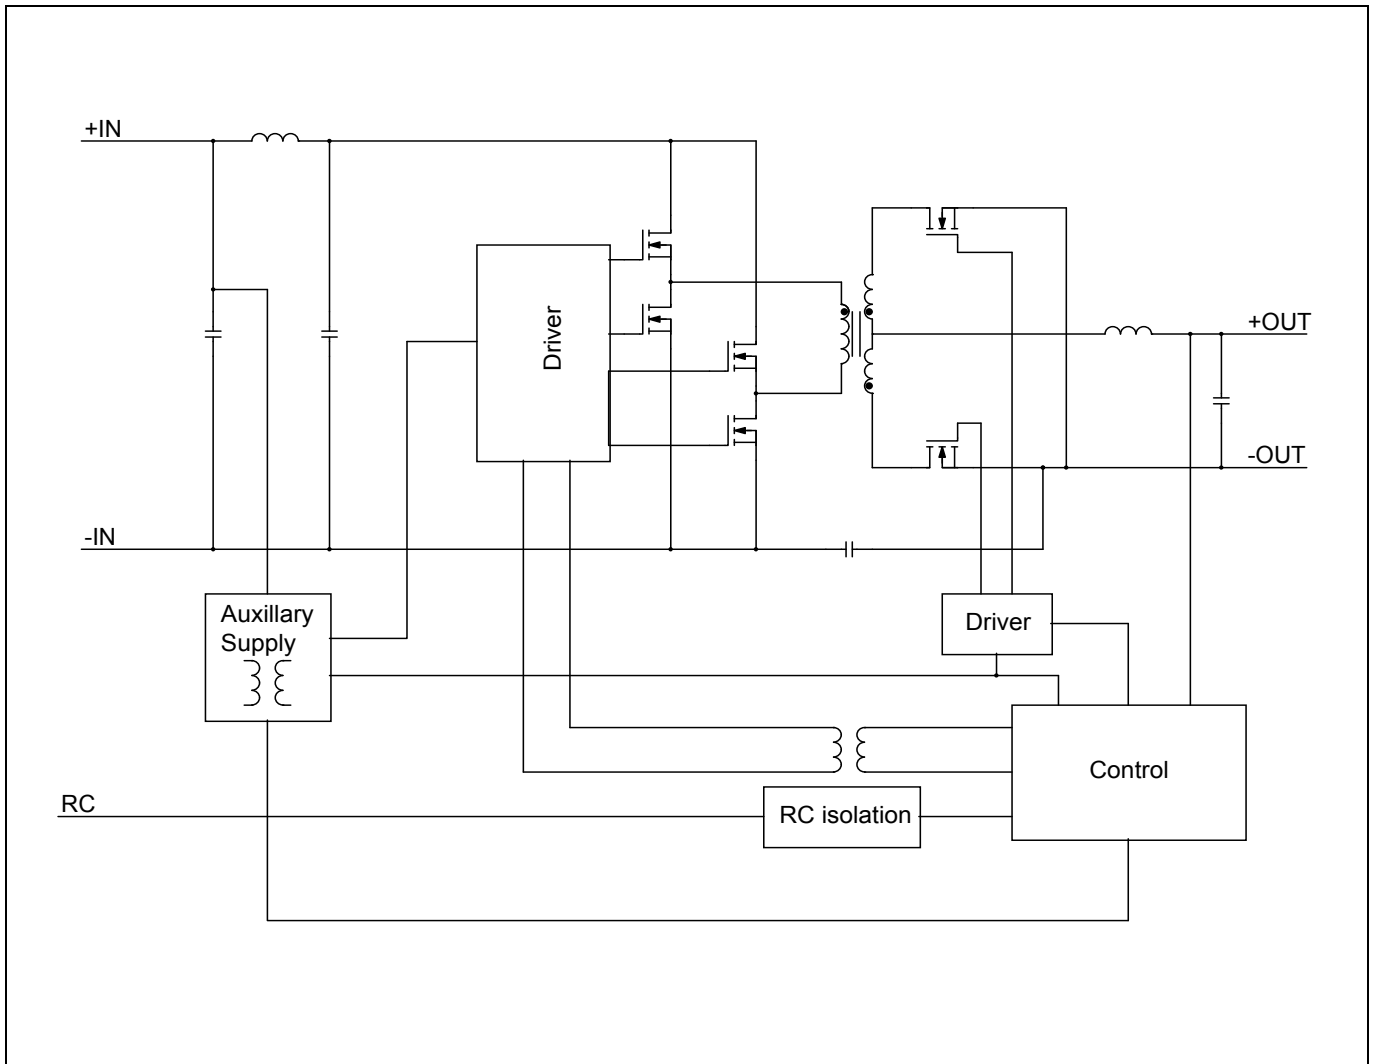 +IN
+OUT
Driver
-OUT
-IN
Auxillary
Supply
Driver
Control
RC
RC isolation